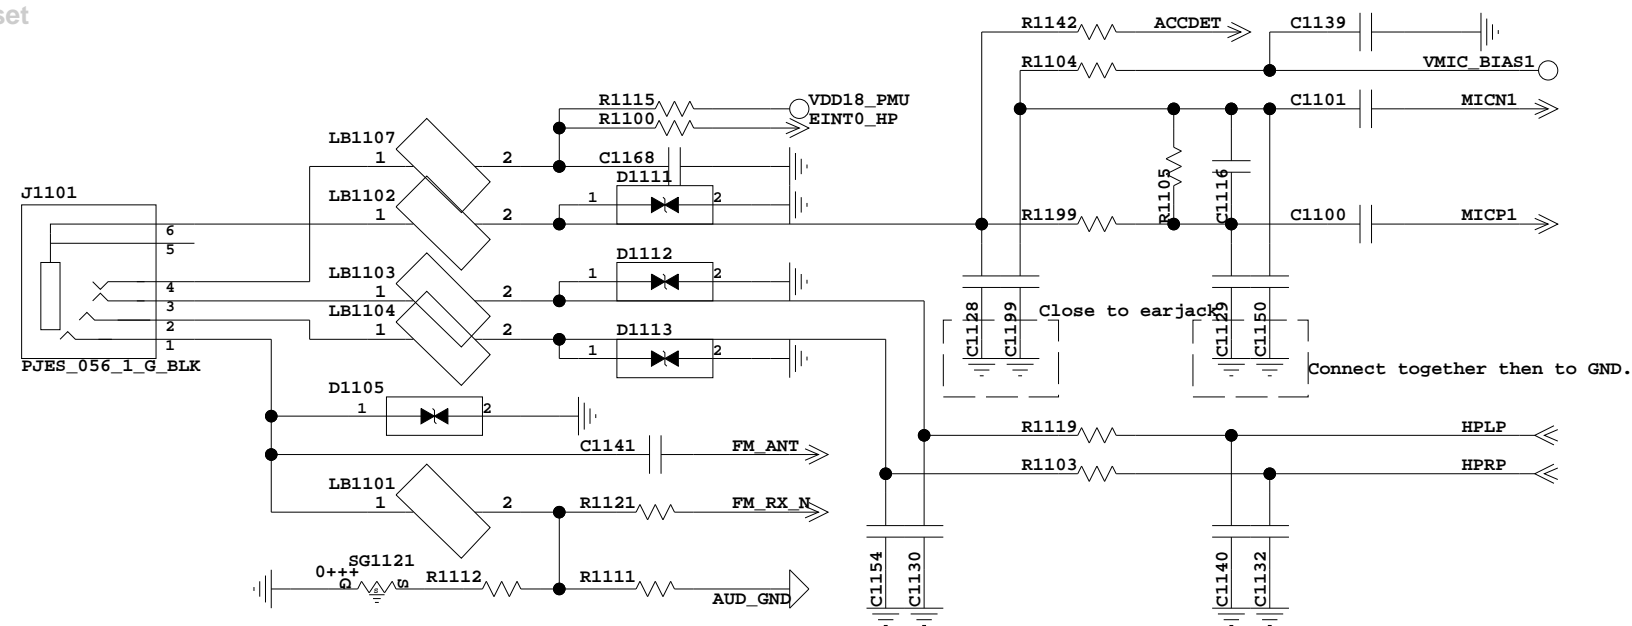 set
R1142
ACCDET
C1139
R1104
VMIC_BIAS1
R1115
VDD18_PMU
C1101
MICN1
R1100
EINT0_HP
LB1107
1
2
C1168
D1111
R1105
C1116
J1101
LB1102
1
2
1
2
R1199
C1100
MICP1
6
5
D1112
LB1103
1
2
1
2
4
3
LB1104
1
2
D1113
1
2
C1128
C1199
Close to earjack
C1129
C1150
2
1
PJES_056_1_G_BLK
Connect together then to GND.
D1105
1
2
R1119
HPLP
C1141
FM_ANT
R1103
HPRP
LB1101
1
2
R1121
FM_RX_N
C1154
C1130
C1140
C1132
SG1121
0+++
G
S
S
R1112
R1111
AUD_GND